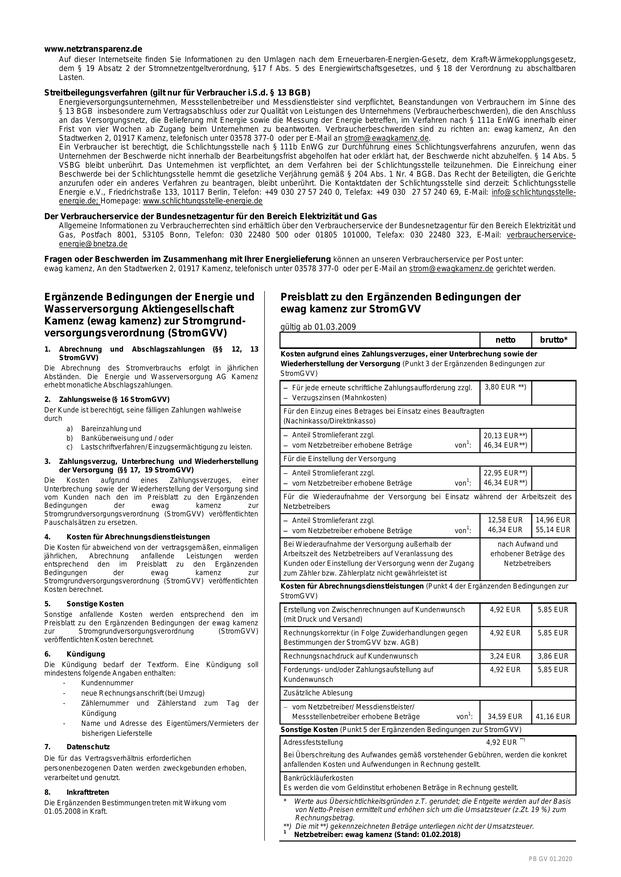 www.netztransparenz.de
Auf dieser Internetseite finden Sie Informationen zu den Umlagen nach dem Erneuerbaren-Energien-Gesetz, dem Kraft-Wärmekopplungsgesetz,
dem § 19 Absatz 2 der Stromnetzentgeltverordnung, §17 f Abs. 5 des Energiewirtschaftsgesetzes, und § 18 der Verordnung zu abschaltbaren
Lasten.
Streitbeilegungsverfahren (gilt nur für Verbraucher i.S.d. § 13 BGB)
Energieversorgungsunternehmen, Messstellenbetreiber und Messdienstleister sind verpflichtet, Beanstandungen von Verbrauchern im Sinne des
§ 13 BGB insbesondere zum Vertragsabschluss oder zur Qualität von Leistungen des Unternehmens (Verbraucherbeschwerden), die den Anschluss
an das Versorgungsnetz, die Belieferung mit Energie sowie die Messung der Energie betreffen, im Verfahren nach § 111a EnWG innerhalb einer
Frist von vier Wochen ab Zugang beim Unternehmen zu beantworten. Verbraucherbeschwerden sind zu richten an: ewag kamenz, An den
Stadtwerken 2, 01917 Kamenz, telefonisch unter 03578 377-0 oder per E-Mail an strom@ewagkamenz.de.
Ein Verbraucher ist berechtigt, die Schlichtungsstelle nach § 111b EnWG zur Durchführung eines Schlichtungsverfahrens anzurufen, wenn das
Unternehmen der Beschwerde nicht innerhalb der Bearbeitungsfrist abgeholfen hat oder erklärt hat, der Beschwerde nicht abzuhelfen. § 14 Abs. 5
VSBG bleibt unberührt. Das Unternehmen ist verpflichtet, an dem Verfahren bei der Schlichtungsstelle teilzunehmen. Die Einreichung einer
Beschwerde bei der Schlichtungsstelle hemmt die gesetzliche Verjährung gemäß § 204 Abs. 1 Nr. 4 BGB. Das Recht der Beteiligten, die Gerichte
anzurufen oder ein anderes Verfahren zu beantragen, bleibt unberührt. Die Kontaktdaten der Schlichtungsstelle sind derzeit: Schlichtungsstelle
Energie e.V., Friedrichstraße 133, 10117 Berlin, Telefon: +49 030 27 57 240 0, Telefax: +49 030 27 57 240 69, E-Mail: info@schlichtungsstelle-
energie.de; Homepage: www.schlichtungsstelle-energie.de
Der Verbraucherservice der Bundesnetzagentur für den Bereich Elektrizität und Gas
Allgemeine Informationen zu Verbraucherrechten sind erhältlich über den Verbraucherservice der Bundesnetzagentur für den Bereich Elektrizität und
Gas, Postfach 8001, 53105 Bonn, Telefon: 030 22480 500 oder 01805 101000, Telefax: 030 22480 323, E-Mail: verbraucherservice-
energie@bnetza.de
Fragen oder Beschwerden im Zusammenhang mit Ihrer Energielieferung können an unseren Verbraucherservice per Post unter:
ewag kamenz, An den Stadtwerken 2, 01917 Kamenz, telefonisch unter 03578 377-0 oder per E-Mail an strom@ewagkamenz.de gerichtet werden.
Ergänzende Bedingungen der Energie und
Wasserversorgung Aktiengesellschaft
Kamenz (ewag kamenz) zur Stromgrund-
versorgungsverordnung (StromGVV)
1. Abrechnung und Abschlagszahlungen (§§ 12, 13
StromGVV)
Die Abrechnung des Stromverbrauchs erfolgt in jährlichen
Abständen. Die Energie und Wasserversorgung AG Kamenz
erhebt monatliche Abschlagszahlungen.
2. Zahlungsweise (§ 16 StromGVV)
Der Kunde ist berechtigt, seine fälligen Zahlungen wahlweise
durch
a) Bareinzahlung und
b) Banküberweisung und / oder
c) Lastschriftverfahren/Einzugsermächtigung zu leisten.
3. Zahlungsverzug, Unterbrechung und Wiederherstellung
der Versorgung (§§ 17, 19 StromGVV)
Die Kosten aufgrund eines Zahlungsverzuges, einer
Unterbrechung sowie der Wiederherstellung der Versorgung sind
vom Kunden nach den im Preisblatt zu den Ergänzenden
Bedingungen der ewag kamenz zur
Stromgrundversorgungsverordnung (StromGVV) veröffentlichten
Pauschalsätzen zu ersetzen.
4. Kosten für Abrechnungsdienstleistungen
Die Kosten für abweichend von der vertragsgemäßen, einmaligen
jährlichen, Abrechnung anfallende Leistungen werden
entsprechend den im Preisblatt zu den Ergänzenden
Bedingungen der ewag kamenz zur
Stromgrundversorgungsverordnung (StromGVV) veröffentlichten
Kosten berechnet.
5. Sonstige Kosten
Sonstige anfallende Kosten werden entsprechend den im
Preisblatt zu den Ergänzenden Bedingungen der ewag kamenz
zur Stromgrundversorgungsverordnung (StromGVV)
veröffentlichten Kosten berechnet.
6. Kündigung
Die Kündigung bedarf der Textform. Eine Kündigung soll
mindestens folgende Angaben enthalten:
- Kundennummer
- neue Rechnungsanschrift (bei Umzug)
- Zählernummer und Zählerstand zum Tag der
Kündigung
- Name und Adresse des Eigentümers/Vermieters der
bisherigen Lieferstelle
7. Datenschutz
Die für das Vertragsverhältnis erforderlichen
personenbezogenen Daten werden zweckgebunden erhoben,
verarbeitet und genutzt.
8. Inkrafttreten
Die Ergänzenden Bestimmungen treten mit Wirkung vom
01.05.2008 in Kraft.
Preisblatt zu den Ergänzenden Bedingungen der
ewag kamenz zur StromGVV
gültig ab 01.03.2009
netto brutto*
Kosten aufgrund eines Zahlungsverzuges, einer Unterbrechung sowie der
Wiederherstellung der Versorgung (Punkt 3 der Ergänzenden Bedingungen zur
StromGVV)
– Für jede erneute schriftliche Zahlungsaufforderung zzgl. 3,80 EUR **)
– Verzugszinsen (Mahnkosten)
Für den Einzug eines Betrages bei Einsatz eines Beauftragten
(Nachinkasso/Direktinkasso)
– Anteil Stromlieferant zzgl. 20,13 EUR**)
– vom Netzbetreiber erhobene Beträge von¹: 46,34 EUR**)
Für die Einstellung der Versorgung
– Anteil Stromlieferant zzgl. 22,95 EUR**)
– vom Netzbetreiber erhobene Beträge von¹: 46,34 EUR**)
Für die Wiederaufnahme der Versorgung bei Einsatz während der Arbeitszeit des
Netzbetreibers
– Anteil Stromlieferant zzgl. 12,58 EUR 14,96 EUR
– vom Netzbetreiber erhobene Beträge von¹: 46,34 EUR 55,14 EUR
Bei Wiederaufnahme der Versorgung außerhalb der nach Aufwand und
Arbeitszeit des Netzbetreibers auf Veranlassung des erhobener Beträge des
Kunden oder Einstellung der Versorgung wenn der Zugang Netzbetreibers
zum Zähler bzw. Zählerplatz nicht gewährleistet ist
Kosten für Abrechnungsdienstleistungen (Punkt 4 der Ergänzenden Bedingungen zur
StromGVV)
Erstellung von Zwischenrechnungen auf Kundenwunsch 4,92 EUR 5,85 EUR
(mit Druck und Versand)
Rechnungskorrektur (in Folge Zuwiderhandlungen gegen 4,92 EUR 5,85 EUR
Bestimmungen der StromGVV bzw. AGB)
Rechnungsnachdruck auf Kundenwunsch 3,24 EUR 3,86 EUR
Forderungs- und/oder Zahlungsaufstellung auf 4,92 EUR 5,85 EUR
Kundenwunsch
Zusätzliche Ablesung
– vom Netzbetreiber/ Messdienstleister/
Messstellenbetreiber erhobene Beträge von¹: 34,59 EUR 41,16 EUR
Sonstige Kosten (Punkt 5 der Ergänzenden Bedingungen zur StromGVV)
Adressfeststellung 4,92 EUR **)
Bei Überschreitung des Aufwandes gemäß vorstehender Gebühren, werden die konkret
anfallenden Kosten und Aufwendungen in Rechnung gestellt.
Bankrückläuferkosten
Es werden die vom Geldinstitut erhobenen Beträge in Rechnung gestellt.
* Werte aus Übersichtlichkeitsgründen z.T. gerundet; die Entgelte werden auf der Basis
von Netto-Preisen ermittelt und erhöhen sich um die Umsatzsteuer (z.Zt. 19 %) zum
Rechnungsbetrag.
**) Die mit **) gekennzeichneten Beträge unterliegen nicht der Umsatzsteuer.
¹ Netzbetreiber: ewag kamenz (Stand: 01.02.2018)
PB GV 01.2020